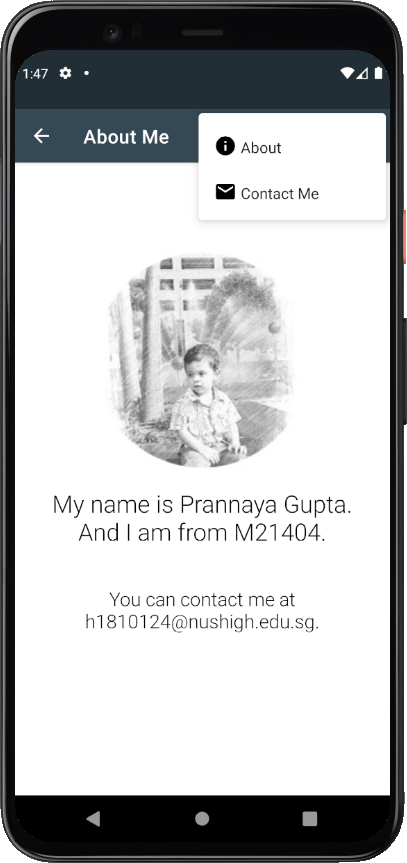 1:47
About Me
About
Contact Me
My name is Prannaya Gupta.
And I am from M21404.
You can contact me at
h1810124@nushigh.edu.sg.